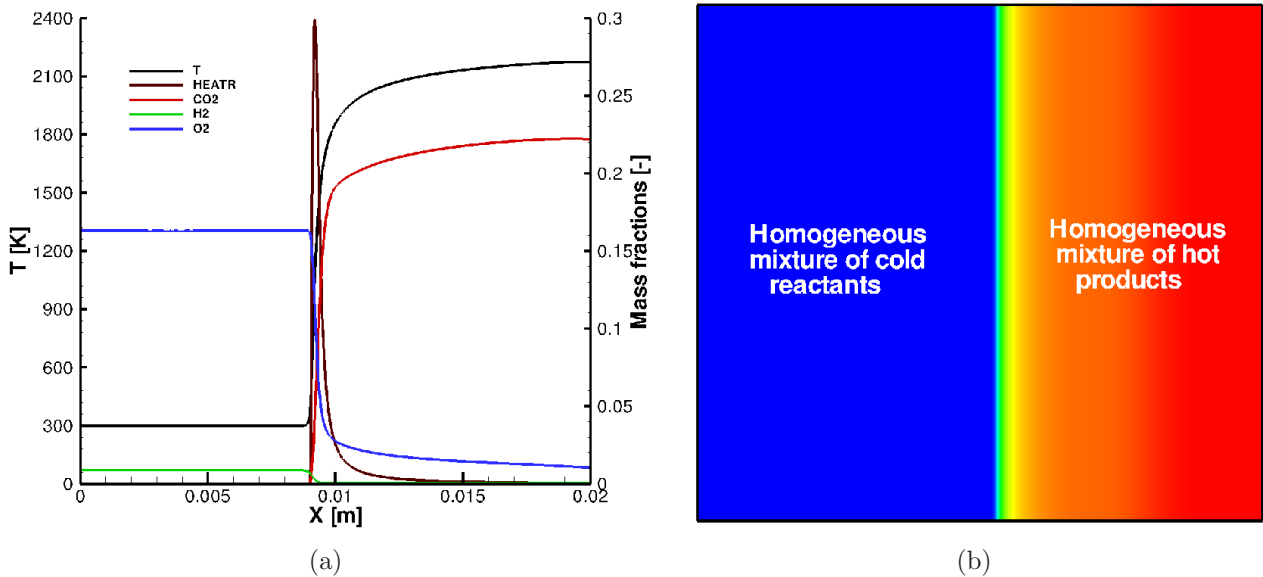 2400
2100
1800
1500
1200
900
600
300
0
T [K]
T
HEATR
CO2
H2
O2
0.3
0.25
0.2
0.15
0.1
0.05
0
Mass fractions [-]
0
0.005
0.01
0.015
0.02
X [m]
(a)
Homogeneous
mixture of cold
reactants
Homogeneous
mixture of hot
products
(b)